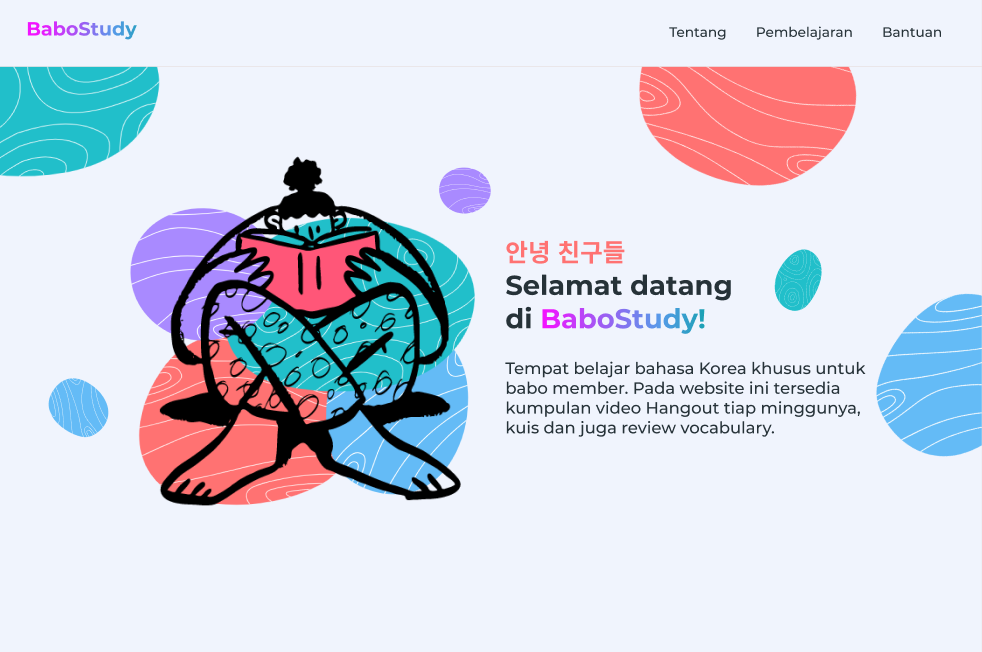 BaboStudy
Tentang Pembelajaran Bantuan
안녕 친구들
Selamat datang
di BaboStudy!
Tempat belajar bahasa Korea khusus untuk
babo member. Pada website ini tersedia
kumpulan video Hangout tiap minggunya,
kuis dan juga review vocabulary.